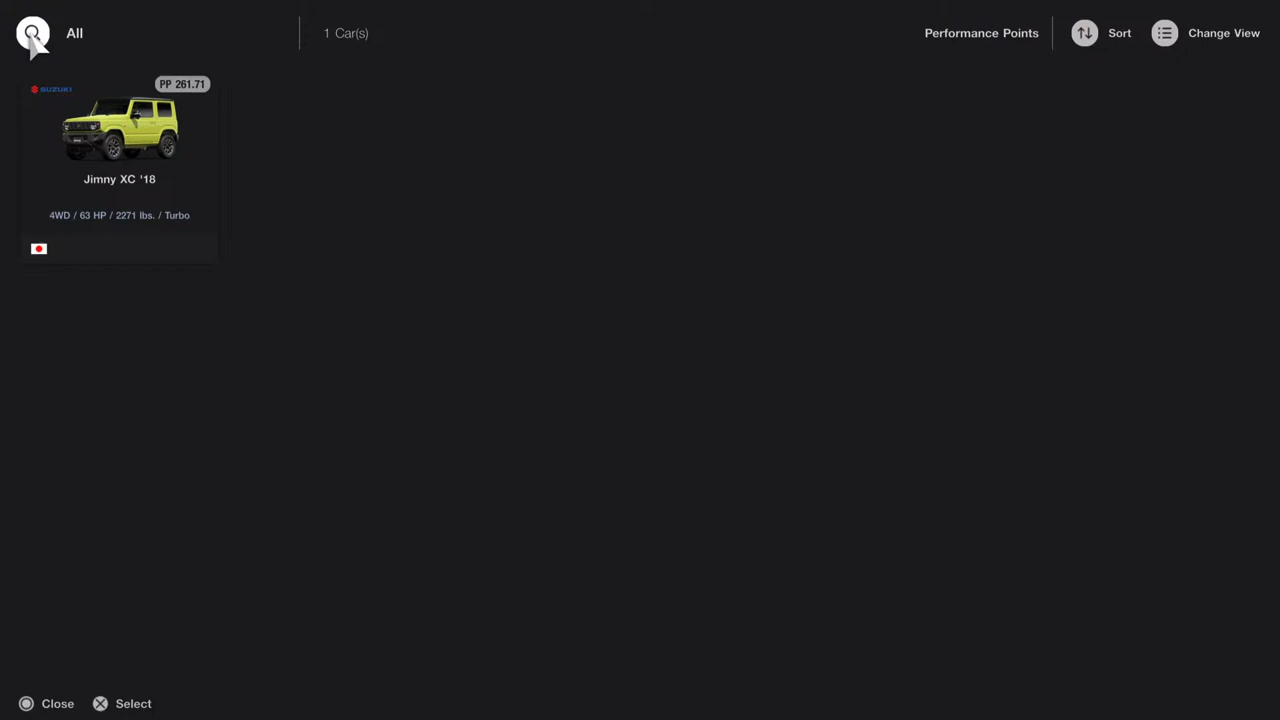 All
1 Car(s)
Performance Points
Sort
Change View
SUZUKI
PP 261.71
Jimny XC '18
4WD / 63 HP / 2271 lbs. / Turbo
Close
Select